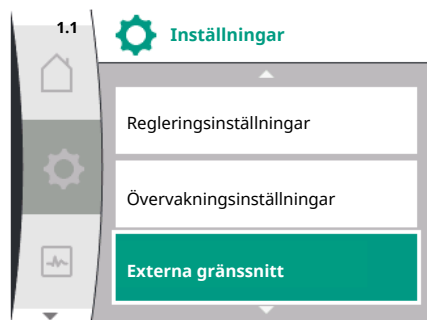 1.1
Inställningar
Regleringsinställningar
Övervakningsinställningar
Externa gränssnitt